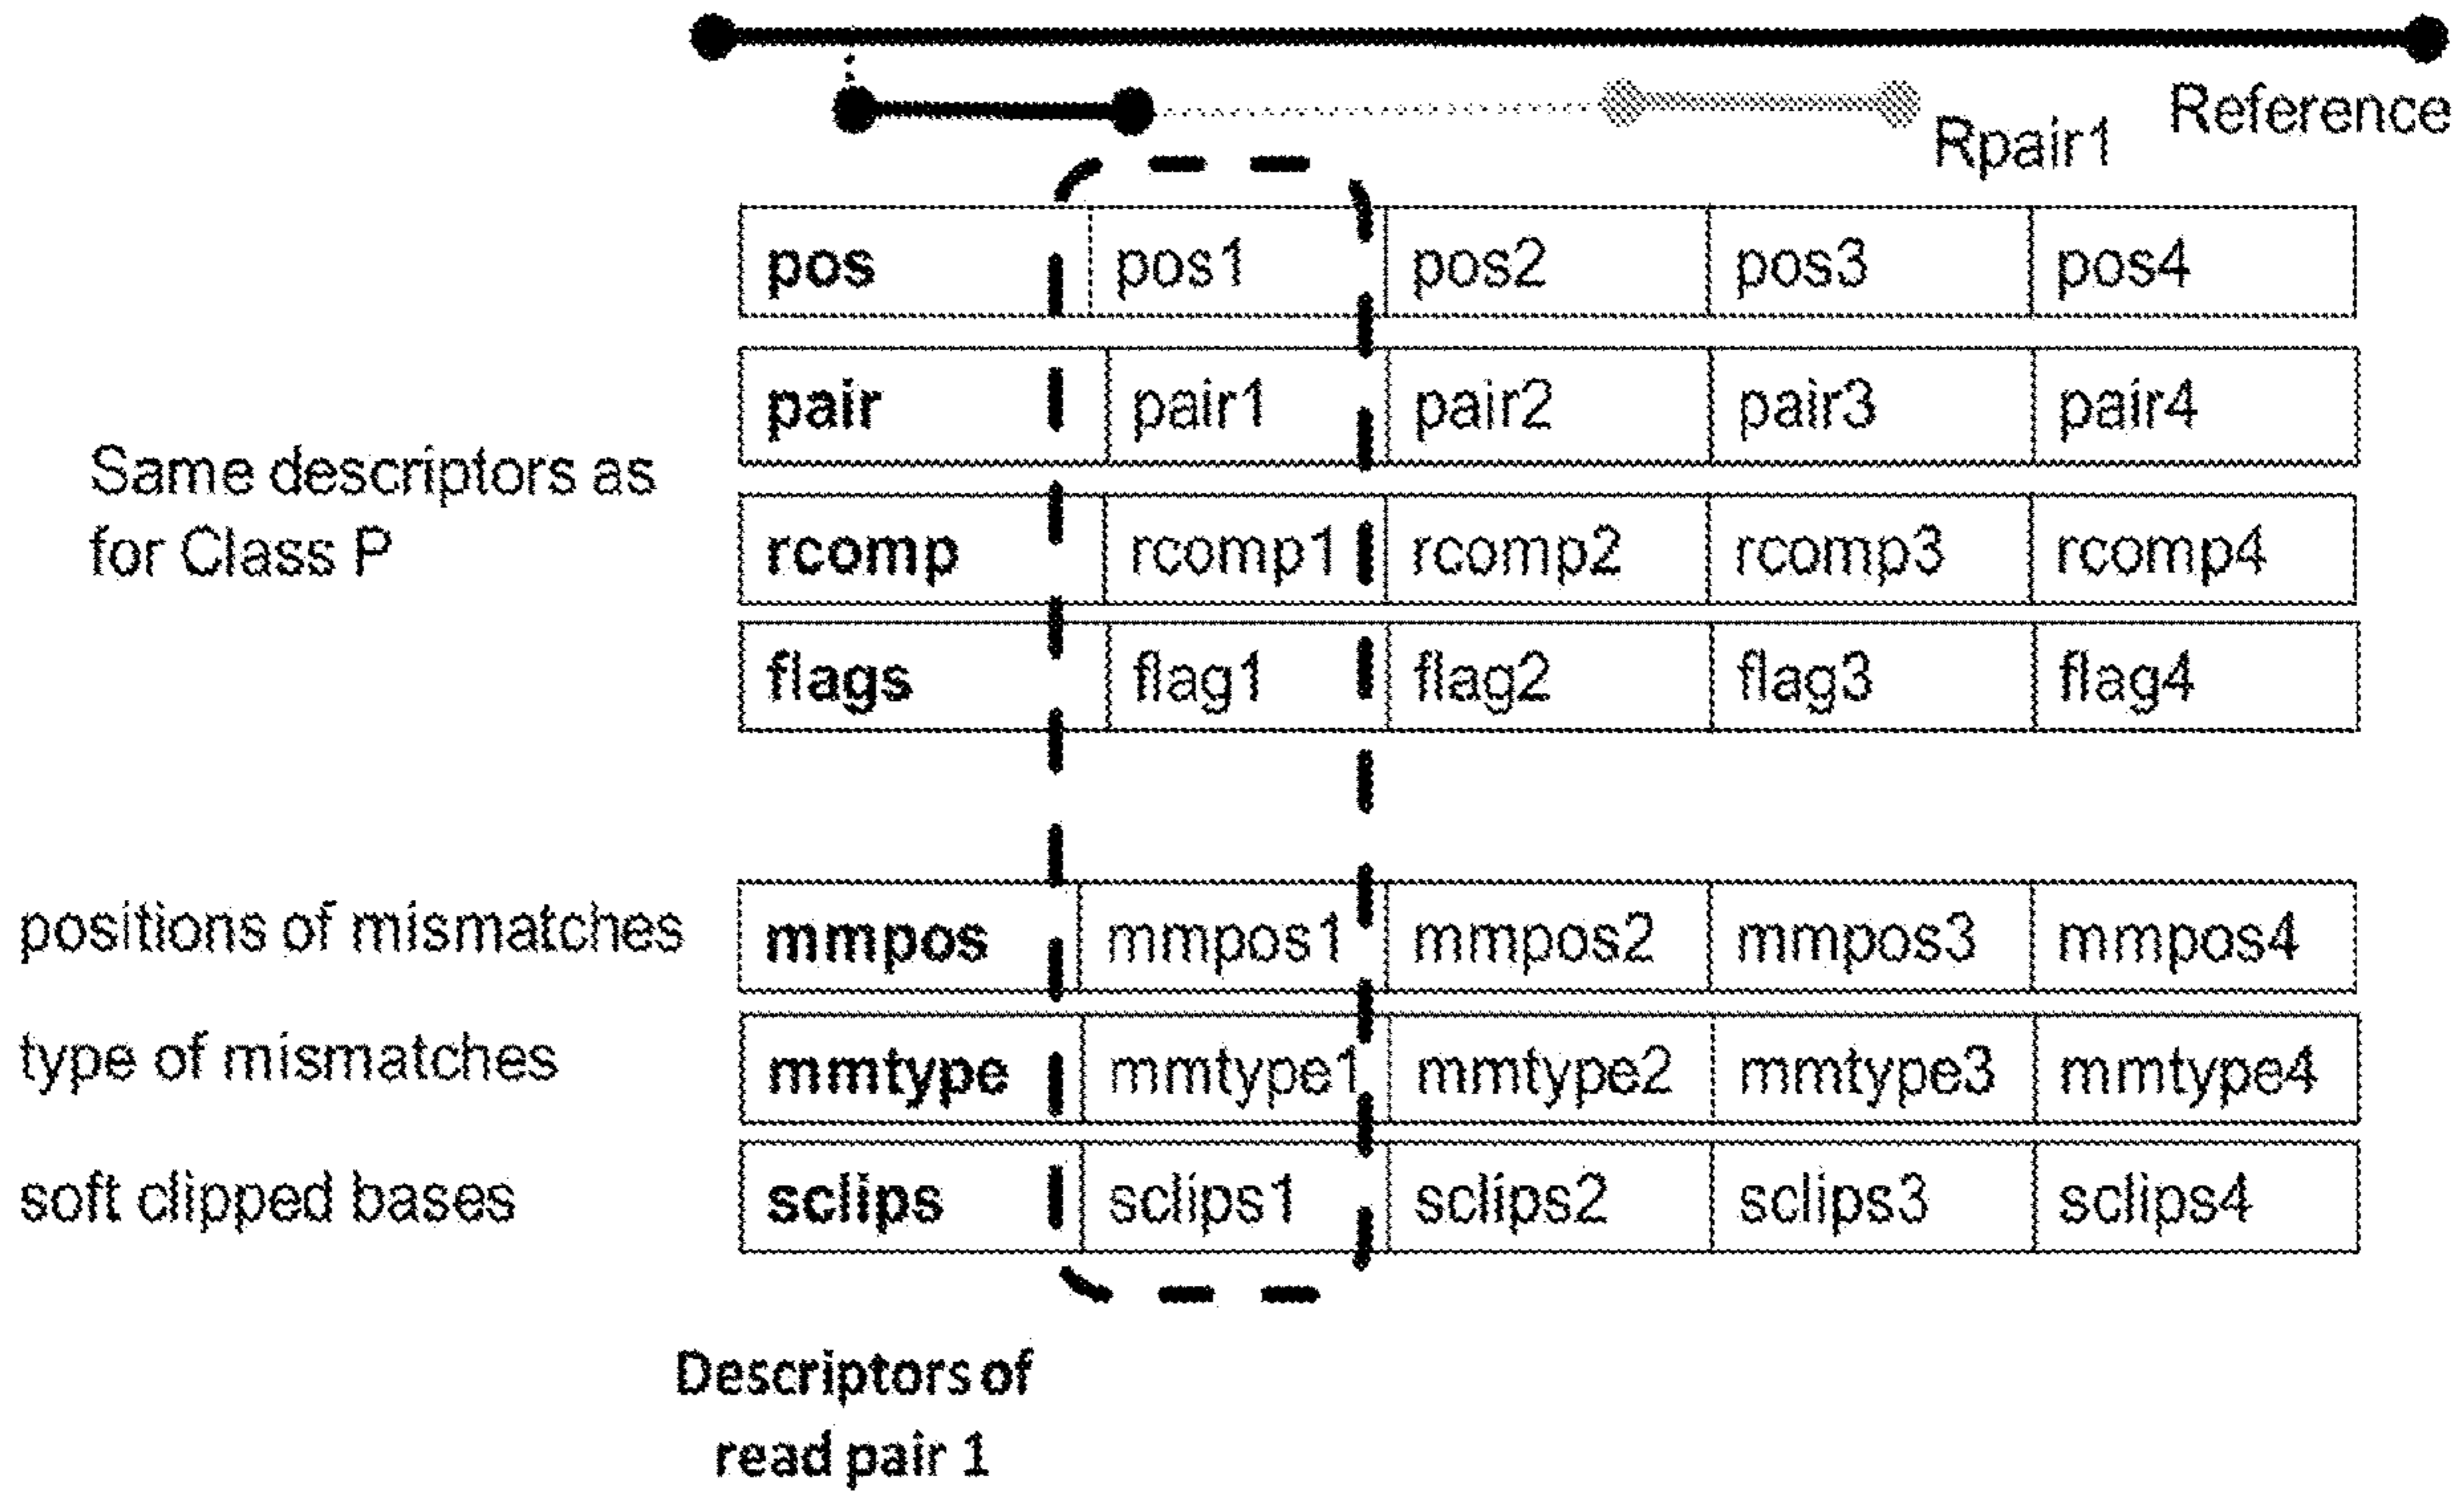 Reference
Rpair1
pos pos1 pos2 pos3 pos4
pair pair1 pair2 pair3 pair4
Same descriptors as
for Class P
rcomp rcomp1 rcomp2 rcomp3 rcomp4
flags flag1 flag2 flag3 flag4
positions of mismatches mmpos mmpos1 mmpos2 mmpos3 mmpos4
type of mismatches mmtype mmtype1 mmtype2 mmtype3 mmtype4
soft clipped bases sclips sclips1 sclips2 sclips3 sclips4
Descriptors of
read pair 1